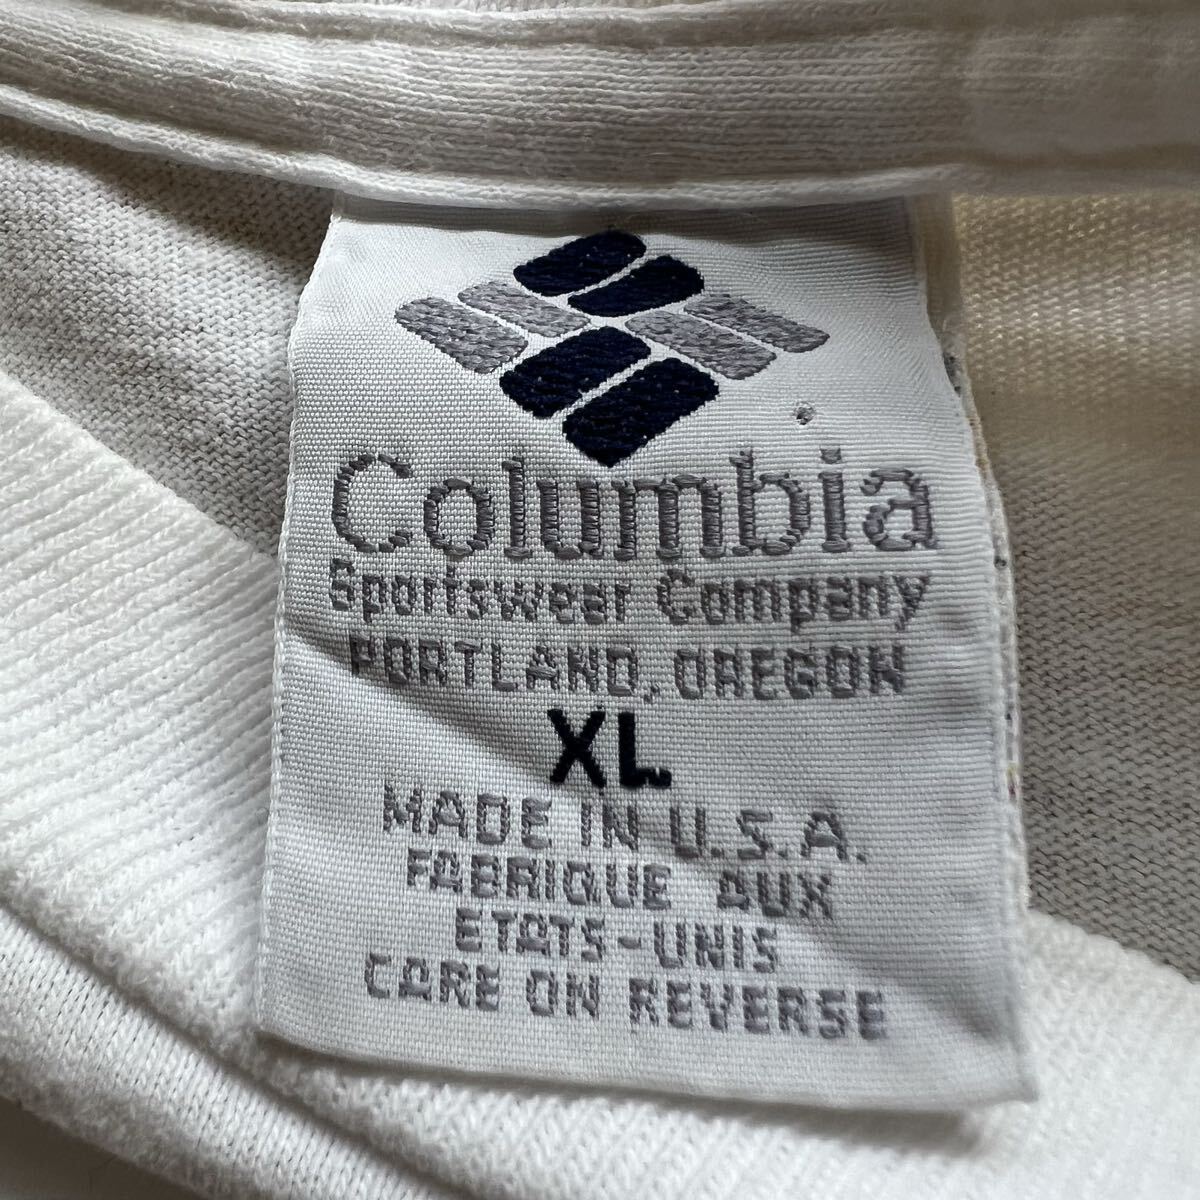 Columbia
Sportswear Company
PORTLAND, OREGON
XL
MADE IN U.S.A.
FABRIQUE AUX
ETATS-UNIS
CARE ON REVERSE